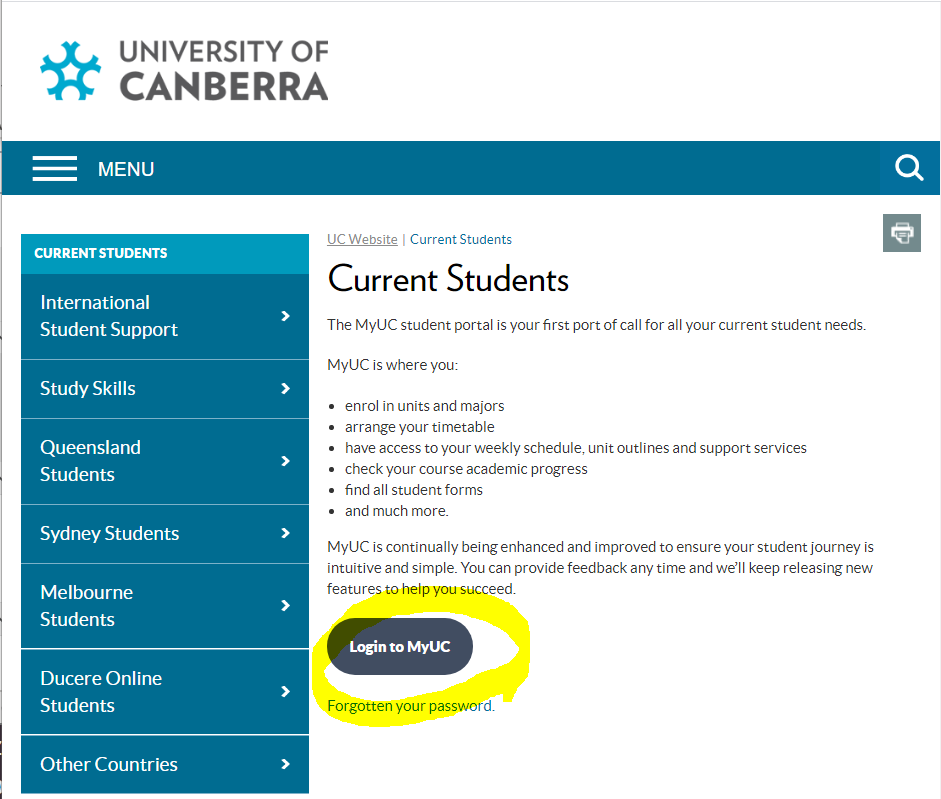 UNIVERSITY OF
CANBERRA
MENU
CURRENT STUDENTS
International
Student Support
Study Skills
Queensland
Students
Sydney Students
Melbourne
Students
Ducere Online
Students
Other Countries
UC Website | Current Students
Current Students
The MyUC student portal is your first port of call for all your current student needs.
MyUC is where you:
• enrol in units and majors
• arrange your timetable
• have access to your weekly schedule, unit outlines and support services
• check your course academic progress
• find all student forms
• and much more.
MyUC is continually being enhanced and improved to ensure your student journey is
intuitive and simple. You can provide feedback any time and we’ll keep releasing new
features to help you succeed.
Login to MyUC
Forgotten your password.